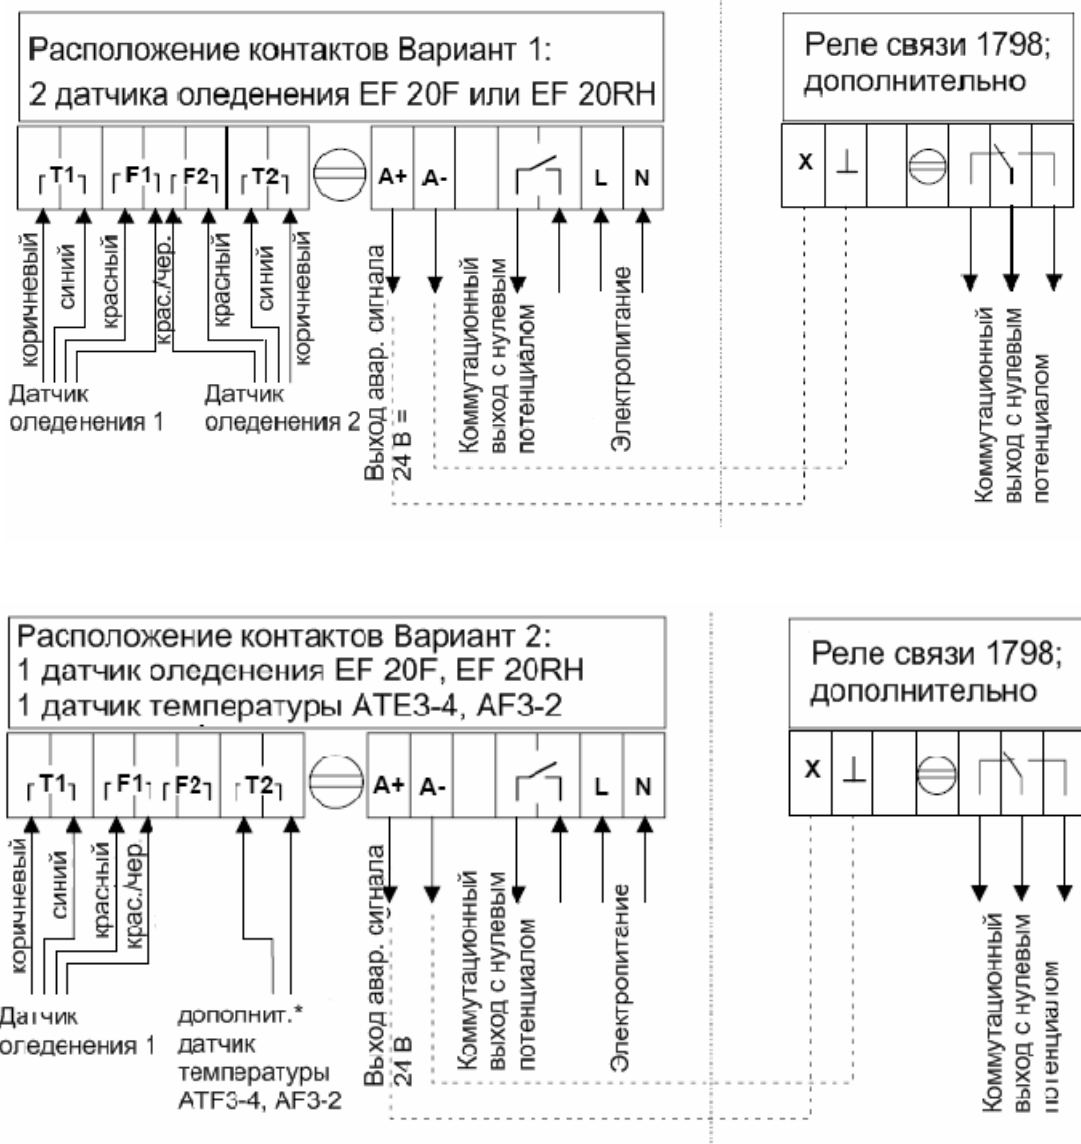 Расположение контактов Вариант 1:
2 датчика оледенения EF 20F или EF 20RH
Реле связи 1798;
дополнительно
T1 F1 F2 T2 A+ A- L N
X ⊥
коричневый
синий
красный
крас./чер.
красный
синий
коричневый
Датчик
оледенения 1
Датчик
оледенения 2
Выход авар. сигнала
24 В =
Коммутационный
выход с нулевым
потенциалом
Электропитание
Коммутационный
выход с нулевым
потенциалом
Расположение контактов Вариант 2:
1 датчик оледенения EF 20F, EF 20RH
1 датчик температуры ATE3-4, AF3-2
Реле связи 1798;
дополнительно
T1 F1 F2 T2 A+ A- L N
X ⊥
коричневый
синий
красный
крас./чер.
Датчик
оледенения 1
дополнит.*
датчик
температуры
ATF3-4, AF3-2
Выход авар. сигнала
24 В
Коммутационный
выход с нулевым
потенциалом
Электропитание
Коммутационный
выход с нулевым
потенциалом